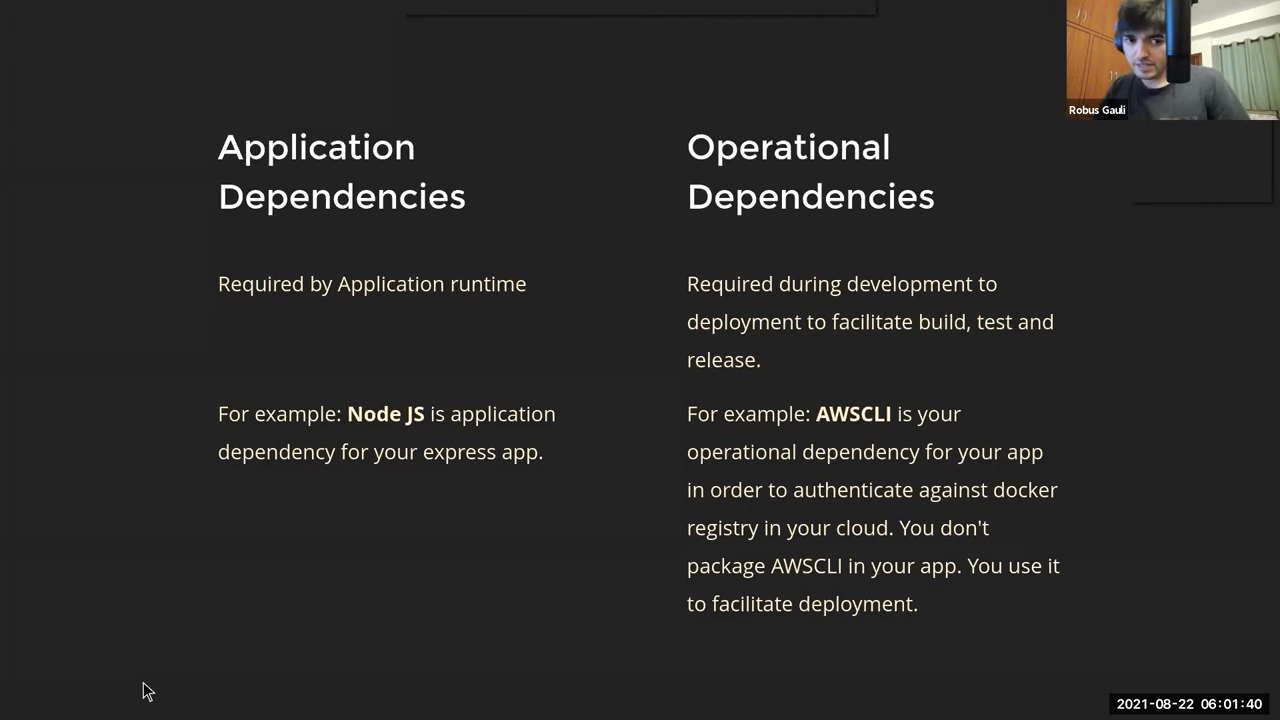 Application
Dependencies
Required by Application runtime
For example: Node JS is application
dependency for your express app.
Operational
Dependencies
Required during development to
deployment to facilitate build, test and
release.
For example: AWSCLI is your
operational dependency for your app
in order to authenticate against docker
registry in your cloud. You don't
package AWSCLI in your app. You use it
to facilitate deployment.
Robus Gauli
2021-08-22 06:01:40